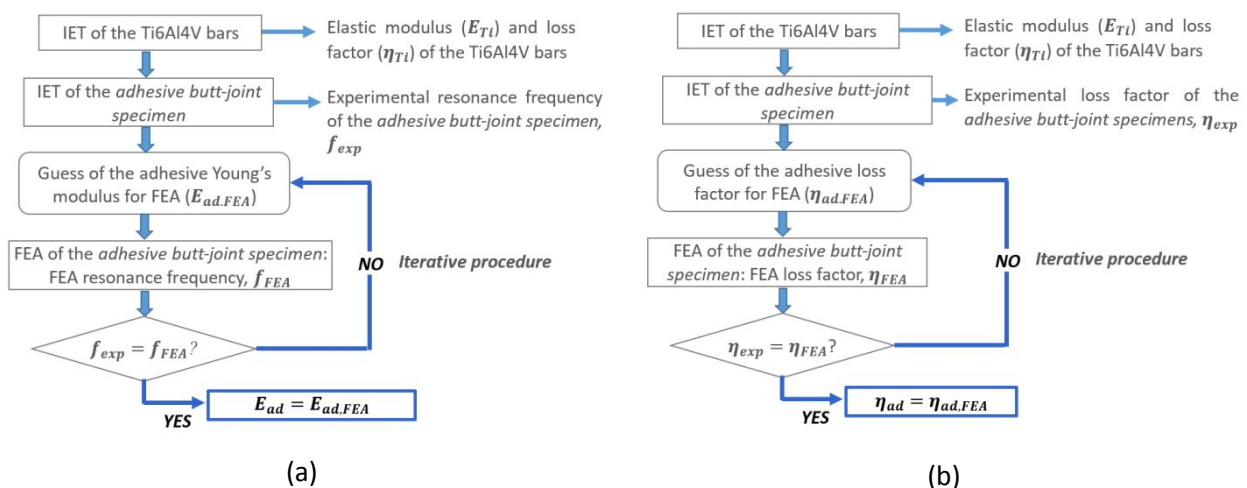 IET of the Ti6Al4V bars
Elastic modulus (E_Ti) and loss
factor (η_Ti) of the Ti6Al4V bars
IET of the adhesive butt-joint
specimen
Experimental resonance frequency
of the adhesive butt-joint specimen,
f_exp
Guess of the adhesive Young's
modulus for FEA (E_ad.FEA)
FEA of the adhesive butt-joint specimen:
FEA resonance frequency, f_FEA
NO
Iterative procedure
f_exp = f_FEA?
YES
E_ad = E_ad,FEA
(a)
IET of the Ti6Al4V bars
Elastic modulus (E_Ti) and loss
factor (η_Ti) of the Ti6Al4V bars
IET of the adhesive butt-joint
specimen
Experimental loss factor of the
adhesive butt-joint specimens, η_exp
Guess of the adhesive loss
factor for FEA (η_ad.FEA)
FEA of the adhesive butt-joint
specimen: FEA loss factor, η_FEA
NO
Iterative procedure
η_exp = η_FEA?
YES
η_ad = η_ad,FEA
(b)